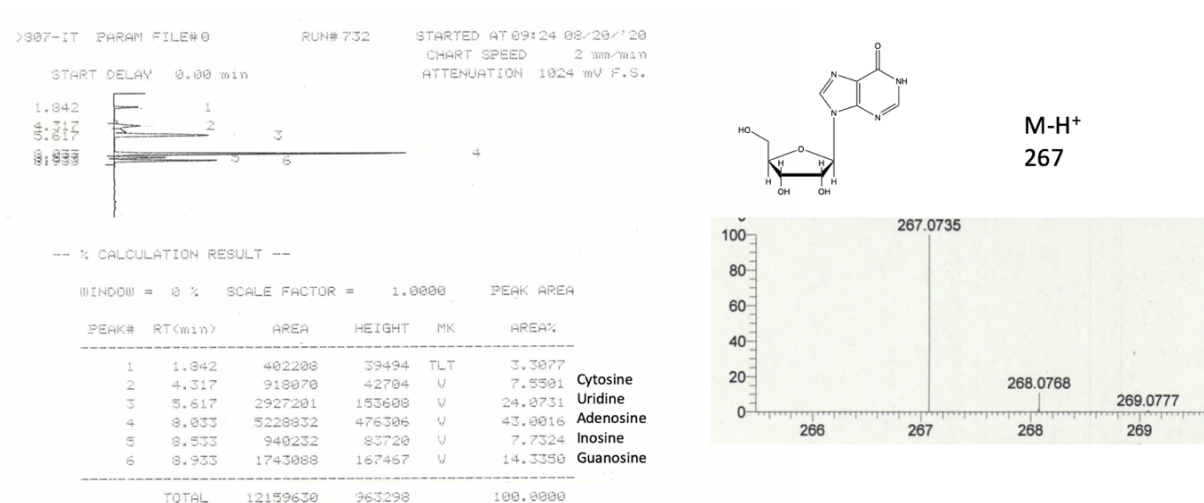 >807-IT PARAM FILE#0 RUN# 732 STARTED AT 09:24 08/20/'20
CHART SPEED 2 mm/min
START DELAY 0.00 min ATTENUATION 1024 mV F.S.
1.842 1
4.317 2
5.617 3
8.033 4
5 6
8.933
-- % CALCULATION RESULT --
WINDOW = 0 % SCALE FACTOR = 1.0000 PEAK AREA
PEAK# RT(min) AREA HEIGHT MK AREA%
1 1.842 402208 39494 TLT 3.3077
2 4.317 918070 42704 V 7.5501 Cytosine
3 5.617 2927201 153608 V 24.0731 Uridine
4 8.033 5228832 476306 V 43.0016 Adenosine
5 8.533 940232 83720 V 7.7324 Inosine
6 8.933 1743088 167467 V 14.3350 Guanosine
TOTAL 12159630 963298 100.0000
O
N
NH
N
N
HO
O
H
H
H
H
OH
OH
M-H+
267
267.0735
100
80
60
40
20
0
268.0768
269.0777
266 267 268 269